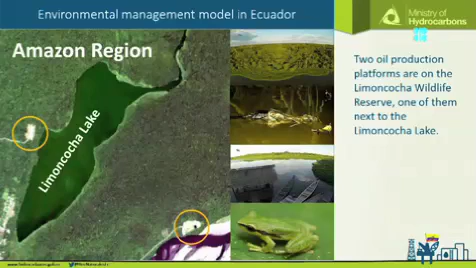 Environmental management model in Ecuador
Ministry of
Hydrocarbons
Amazon Region
Limoncocha Lake
Two oil production
platforms are on the
Limoncocha Wildlife
Reserve, one of them
next to the
Limoncocha Lake.